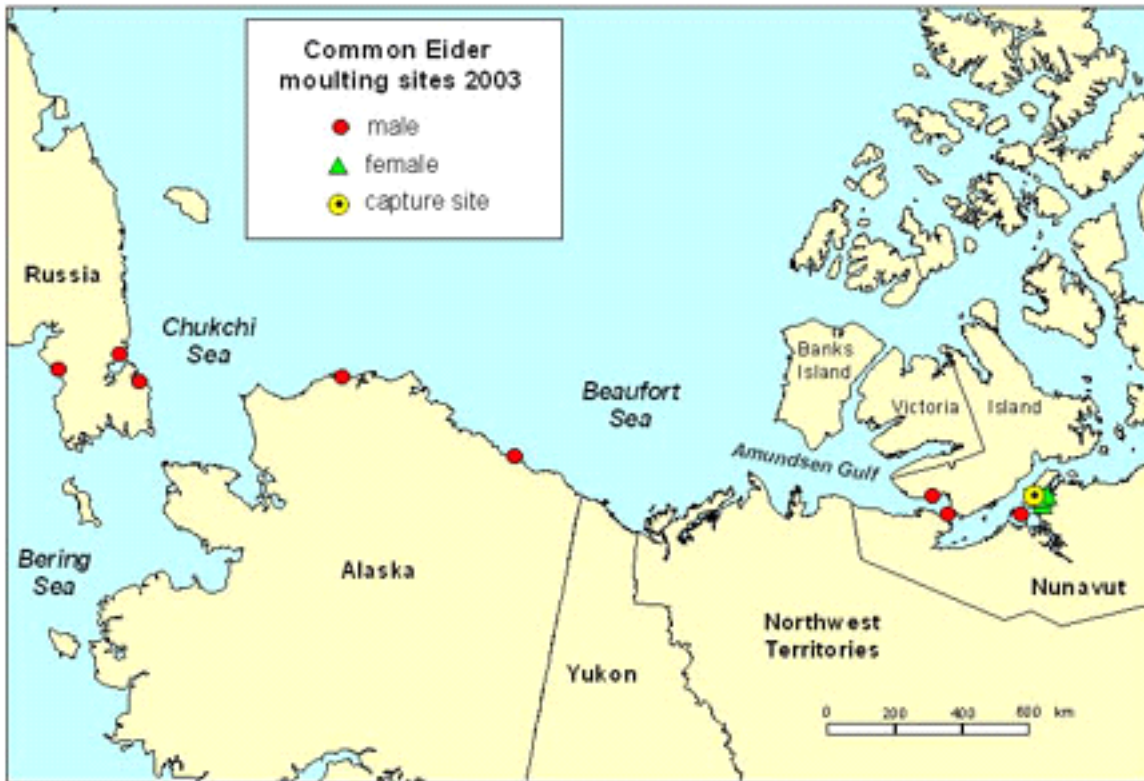 Common Eider
moulting sites 2003
male
female
capture site
Russia
Chukchi
Sea
Banks
Island
Beaufort
Sea
Victoria Island
Amundsen Gulf
Bering
Sea
Alaska
Nunavut
Northwest
Territories
Yukon
0 200 400 600 km